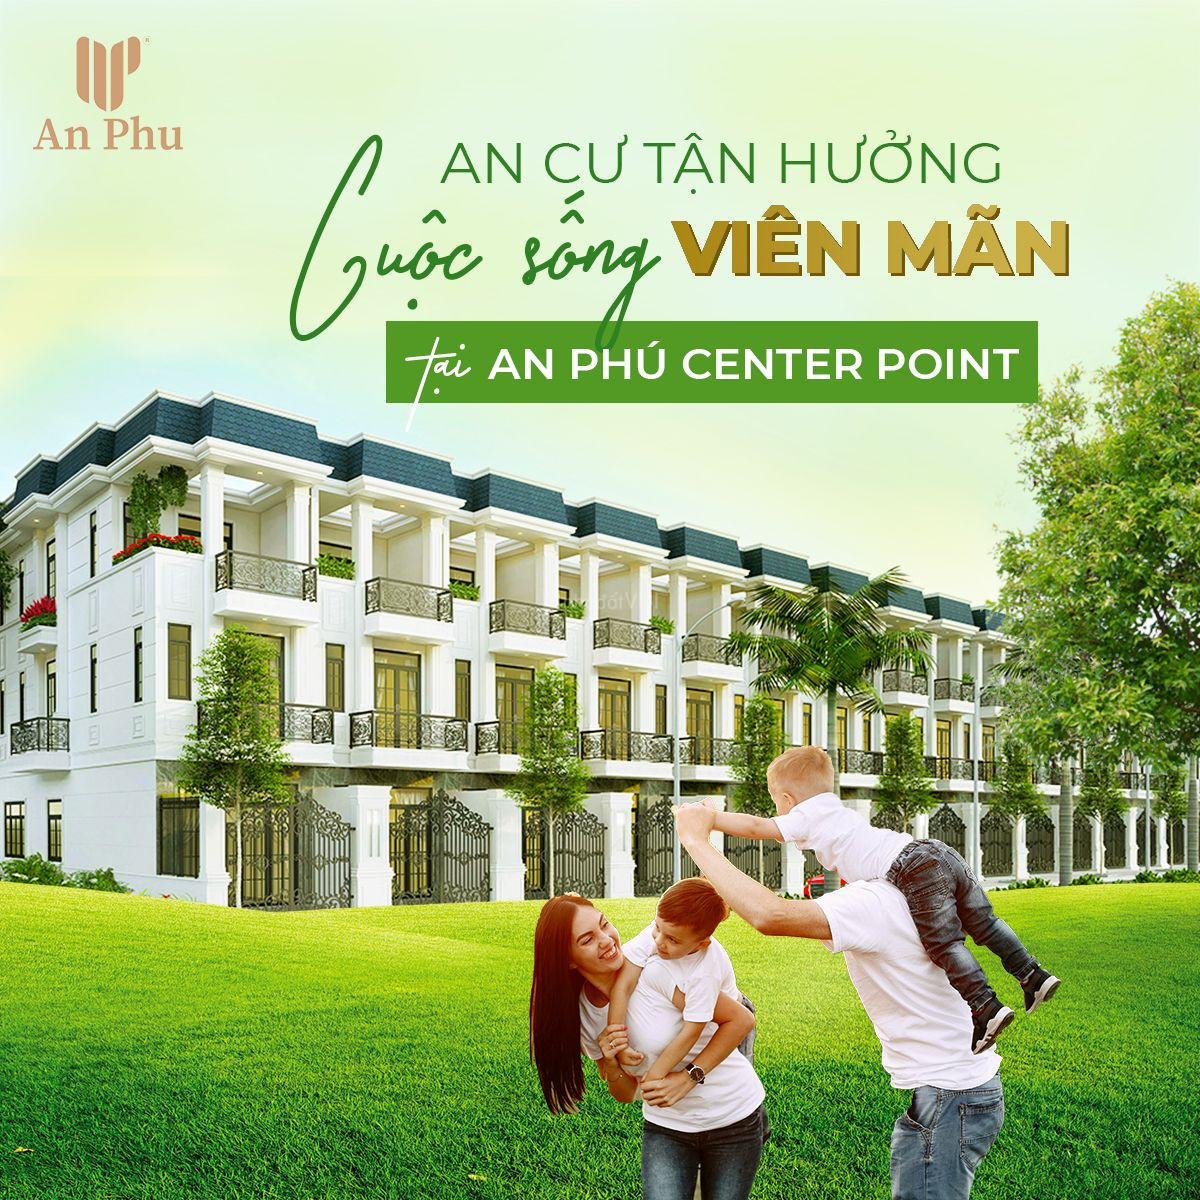 An Phu
AN CƯ TẬN HƯỞNG
Cuộc sống VIÊN MÃN
tại AN PHÚ CENTER POINT